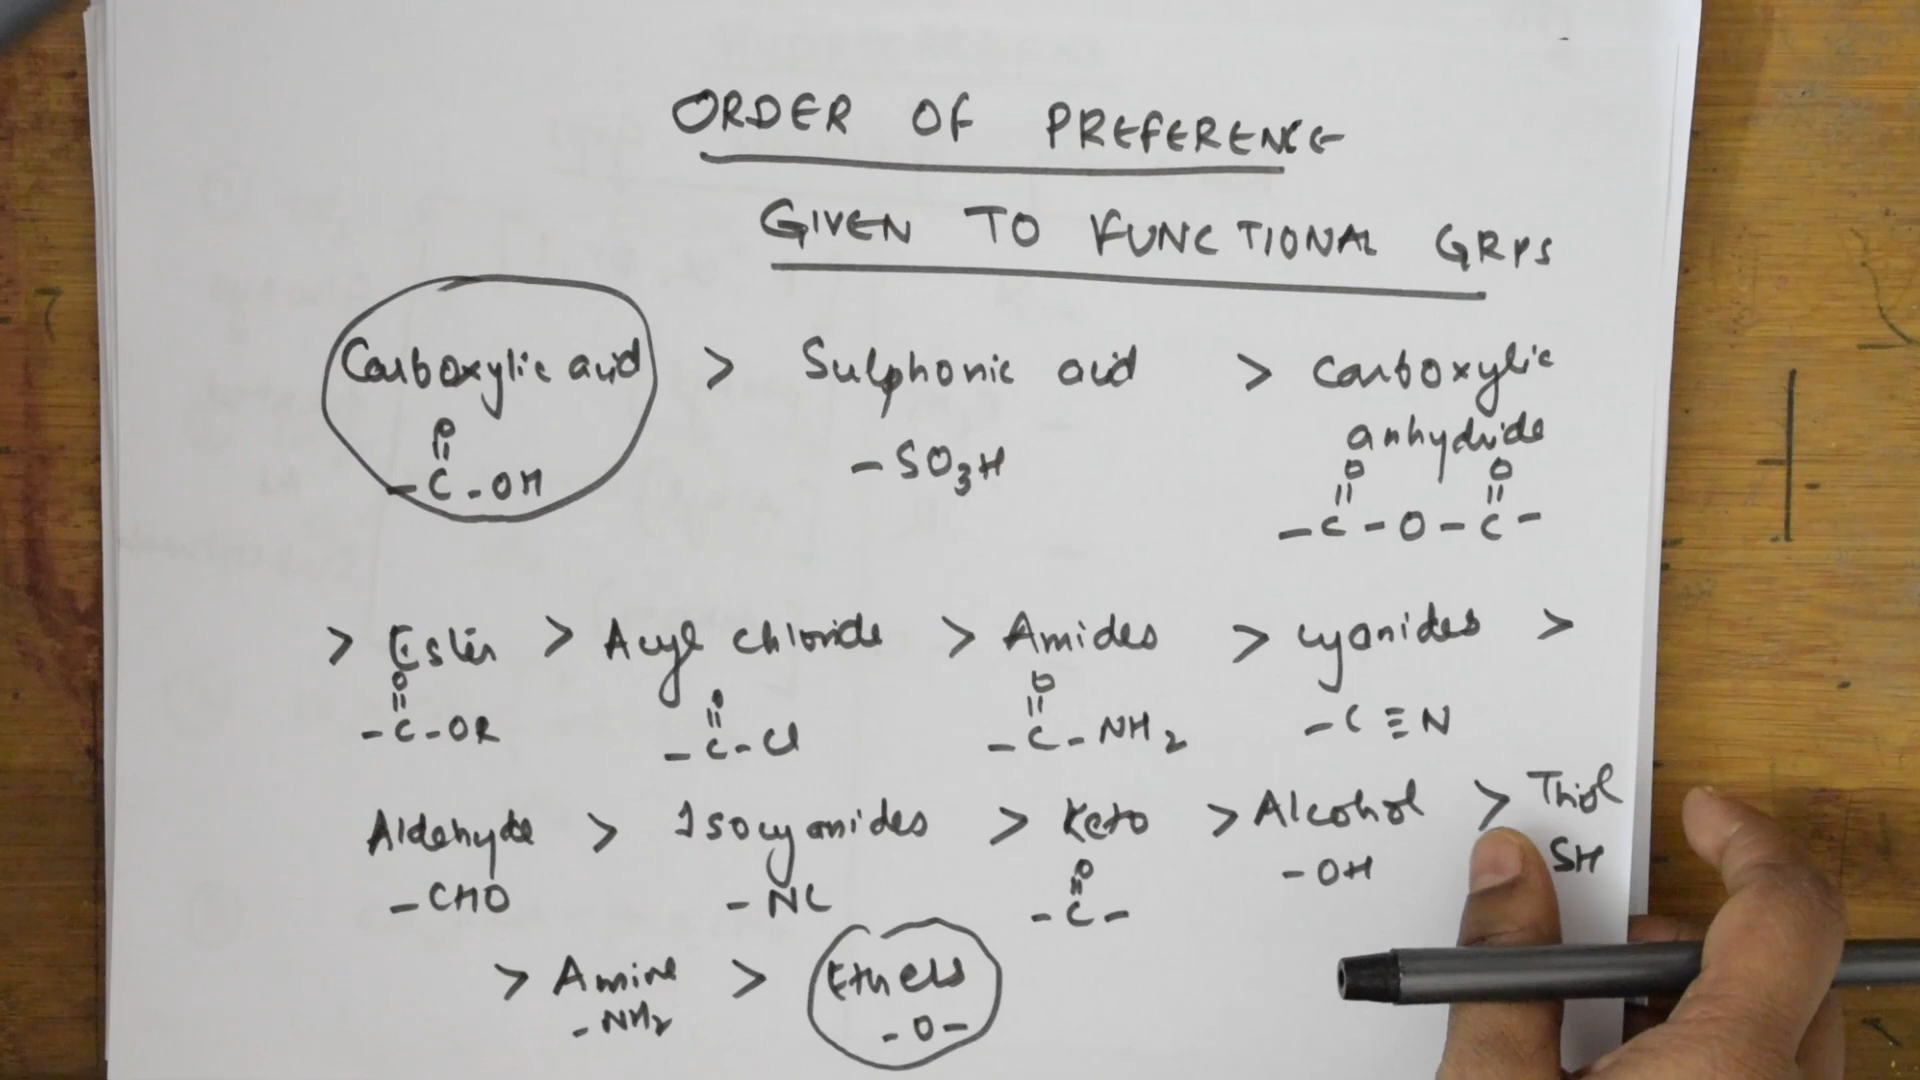 ORDER OF PREFERENCE
GIVEN TO FUNCTIONAL GRPS
Carboxylic acid > Sulphonic acid > Carboxylic
anhydride
O
||
-C-OH
-SO3H
O O
|| ||
-C-O-C-
> Ester > Acyl chloride > Amides > cyanides >
O
||
-C-OR
O
||
-C-Cl
O
||
-C-NH2
-C≡N
Aldehyde > Isocyanides > Keto > Alcohol > Thiol
-CHO
-NC
O
||
-C-
-OH
SH
> Amine > Ethers
-NH2
-O-